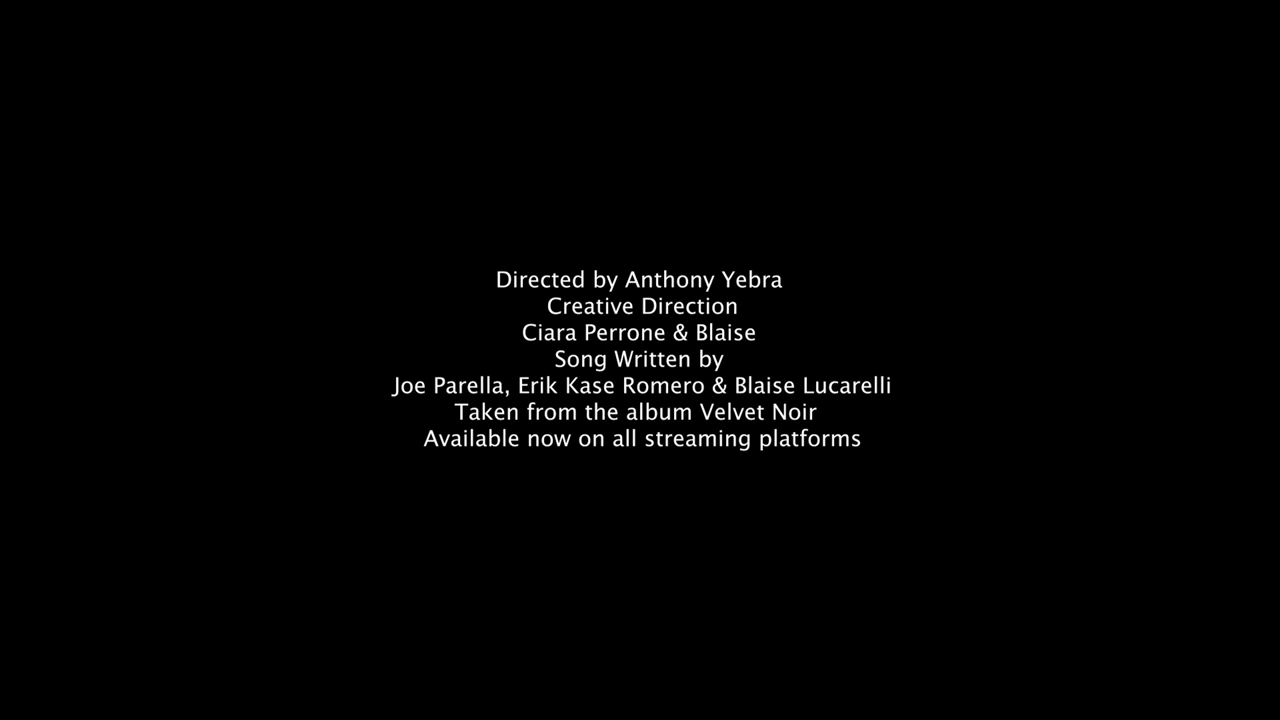 Directed by Anthony Yebra
Creative Direction
Ciara Perrone & Blaise
Song Written by
Joe Parella, Erik Kase Romero & Blaise Lucarelli
Taken from the album Velvet Noir
Available now on all streaming platforms